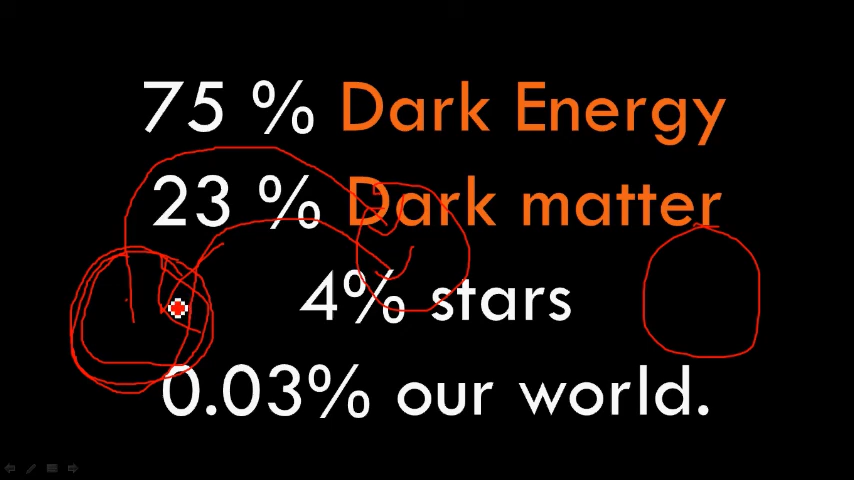 75 % Dark Energy
23 % Dark matter
4% stars
0.03% our world.